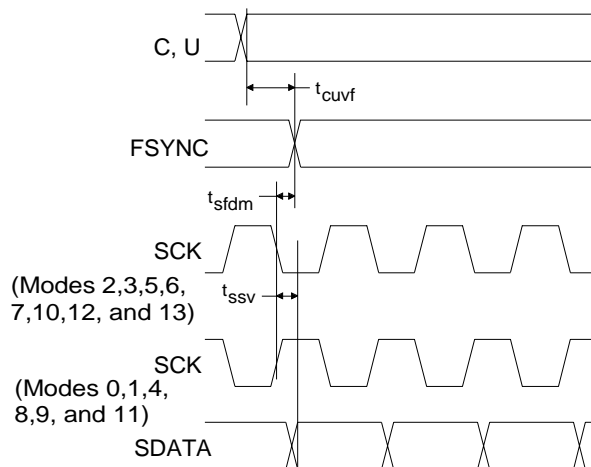 C, U
tcuvf
FSYNC
tsfdm
SCK
(Modes 2,3,5,6,
7,10,12, and 13)
tssv
SCK
(Modes 0,1,4,
8,9, and 11)
SDATA